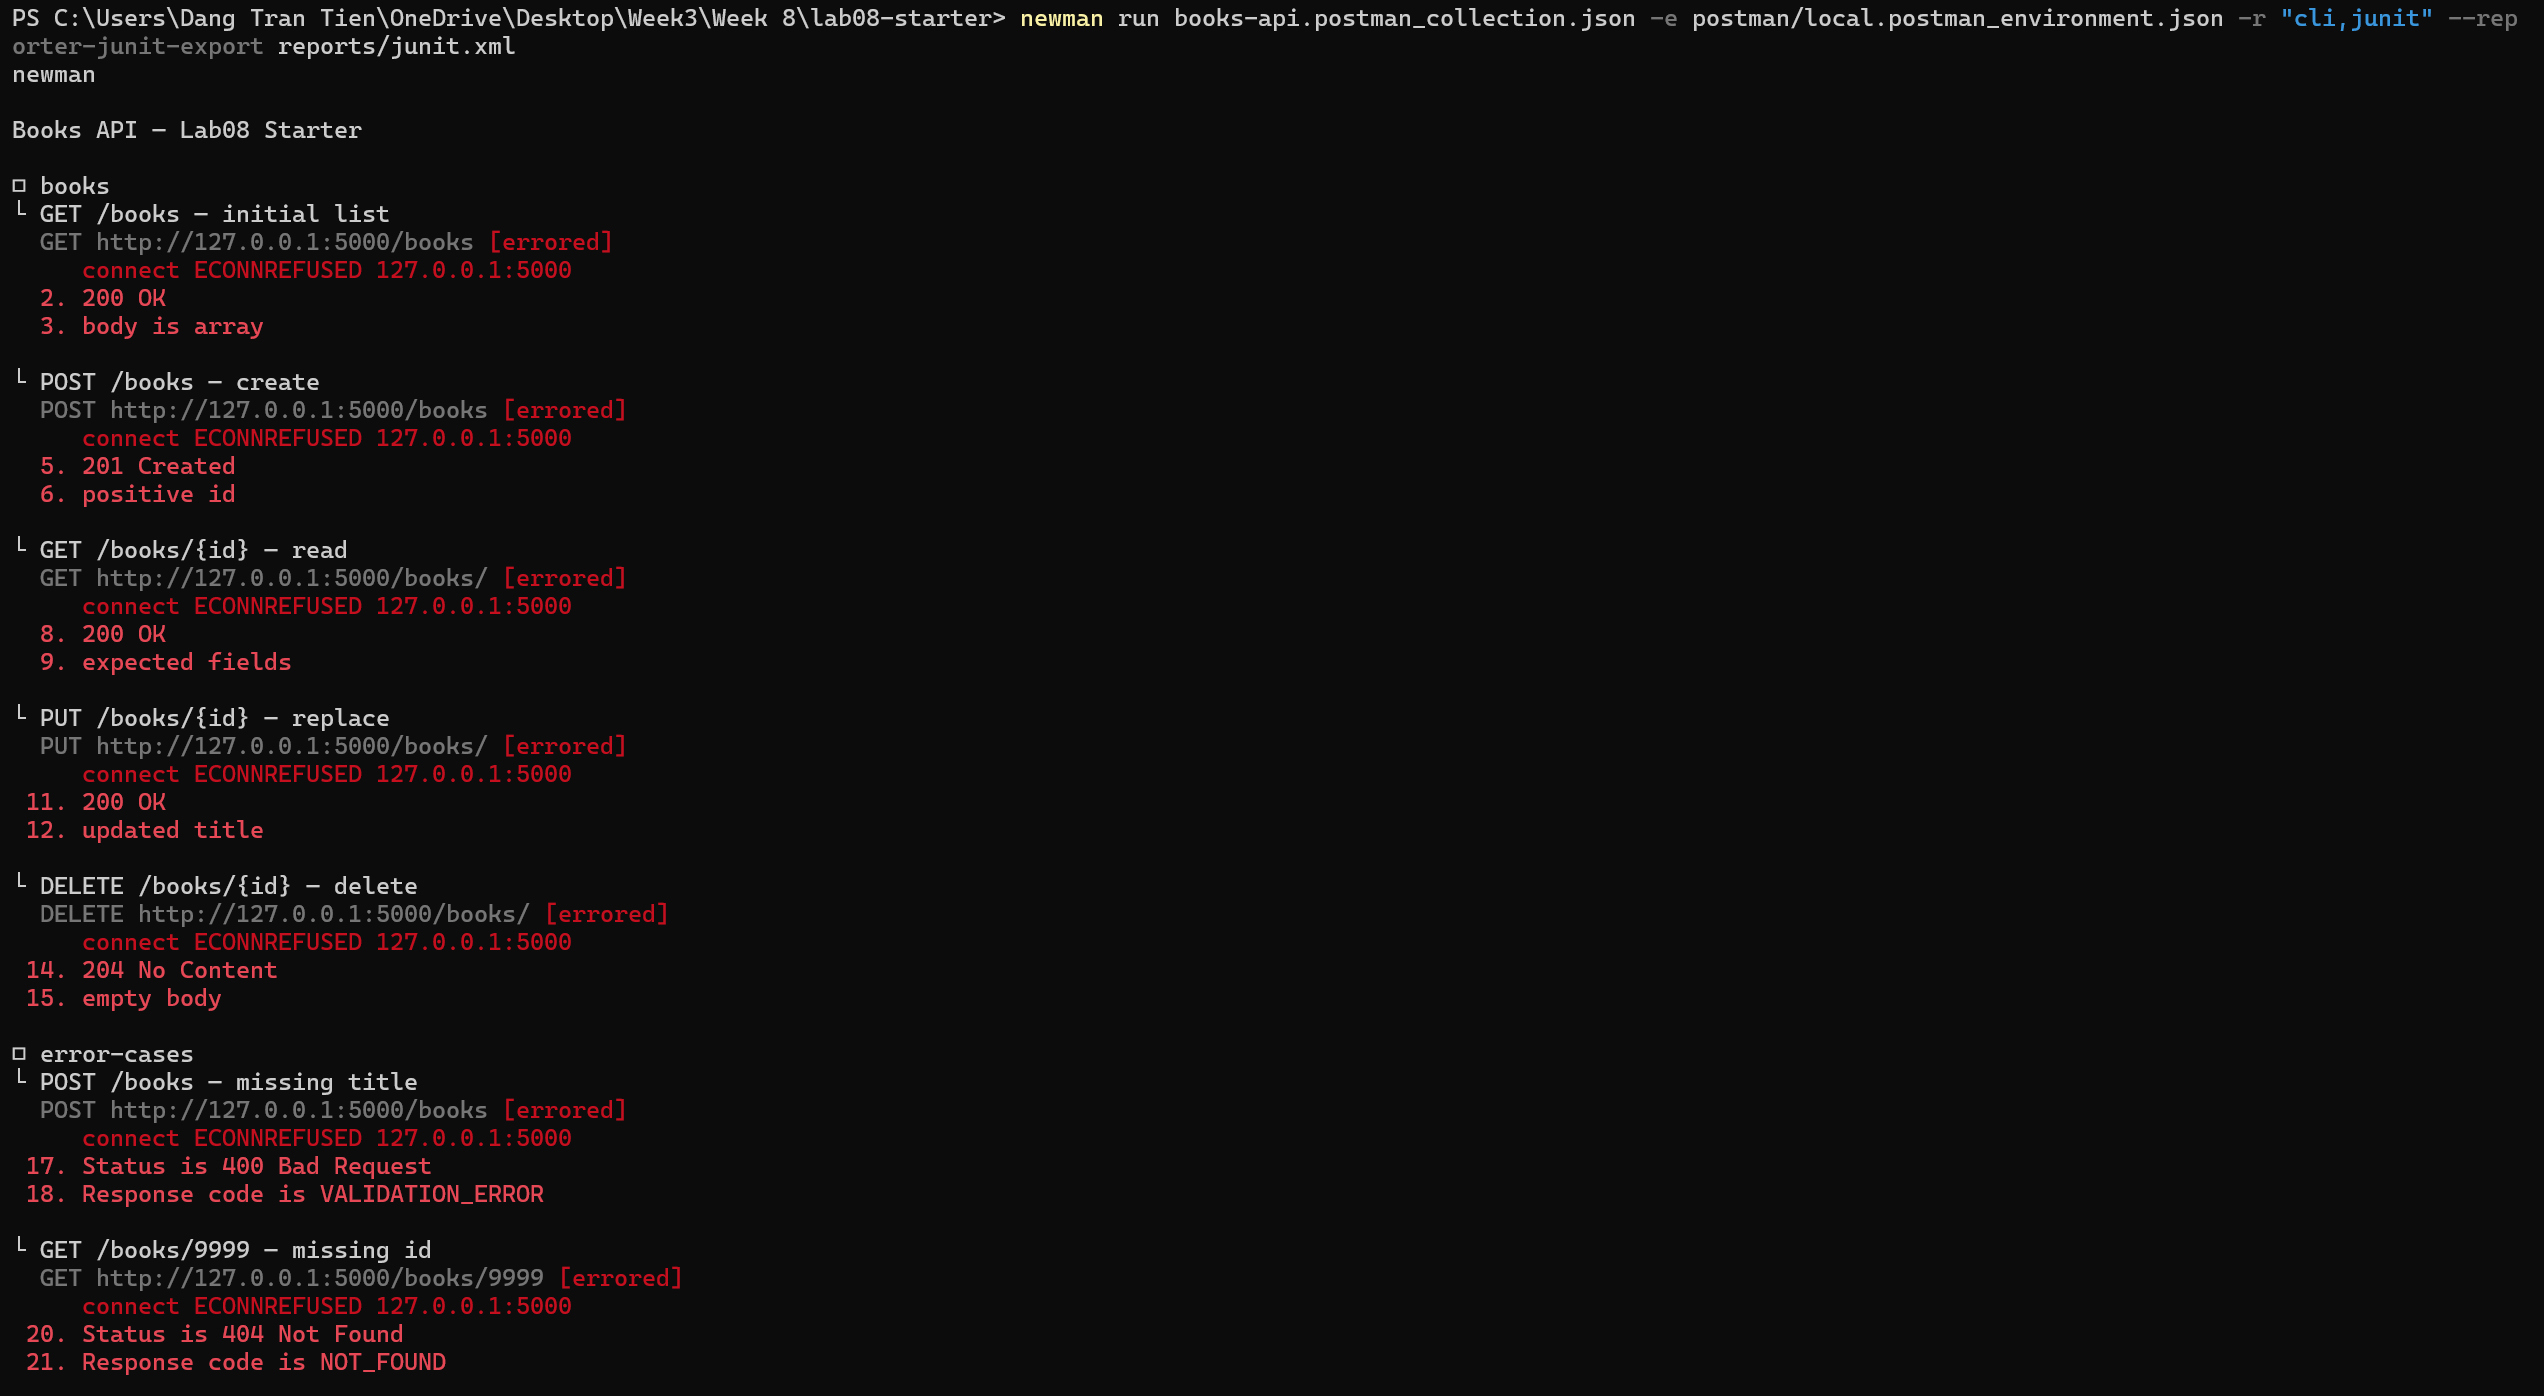 PS C:\Users\Dang Tran Tien\OneDrive\Desktop\Week3\Week 8\lab08-starter> newman run books-api.postman_collection.json -e postman/local.postman_environment.json -r "cli,junit" --rep
orter-junit-export reports/junit.xml
newman
Books API — Lab08 Starter
□ books
└ GET /books — initial list
GET http://127.0.0.1:5000/books [errored]
connect ECONNREFUSED 127.0.0.1:5000
2. 200 OK
3. body is array
└ POST /books — create
POST http://127.0.0.1:5000/books [errored]
connect ECONNREFUSED 127.0.0.1:5000
5. 201 Created
6. positive id
└ GET /books/{id} — read
GET http://127.0.0.1:5000/books/ [errored]
connect ECONNREFUSED 127.0.0.1:5000
8. 200 OK
9. expected fields
└ PUT /books/{id} — replace
PUT http://127.0.0.1:5000/books/ [errored]
connect ECONNREFUSED 127.0.0.1:5000
11. 200 OK
12. updated title
└ DELETE /books/{id} — delete
DELETE http://127.0.0.1:5000/books/ [errored]
connect ECONNREFUSED 127.0.0.1:5000
14. 204 No Content
15. empty body
□ error-cases
└ POST /books — missing title
POST http://127.0.0.1:5000/books [errored]
connect ECONNREFUSED 127.0.0.1:5000
17. Status is 400 Bad Request
18. Response code is VALIDATION_ERROR
└ GET /books/9999 — missing id
GET http://127.0.0.1:5000/books/9999 [errored]
connect ECONNREFUSED 127.0.0.1:5000
20. Status is 404 Not Found
21. Response code is NOT_FOUND